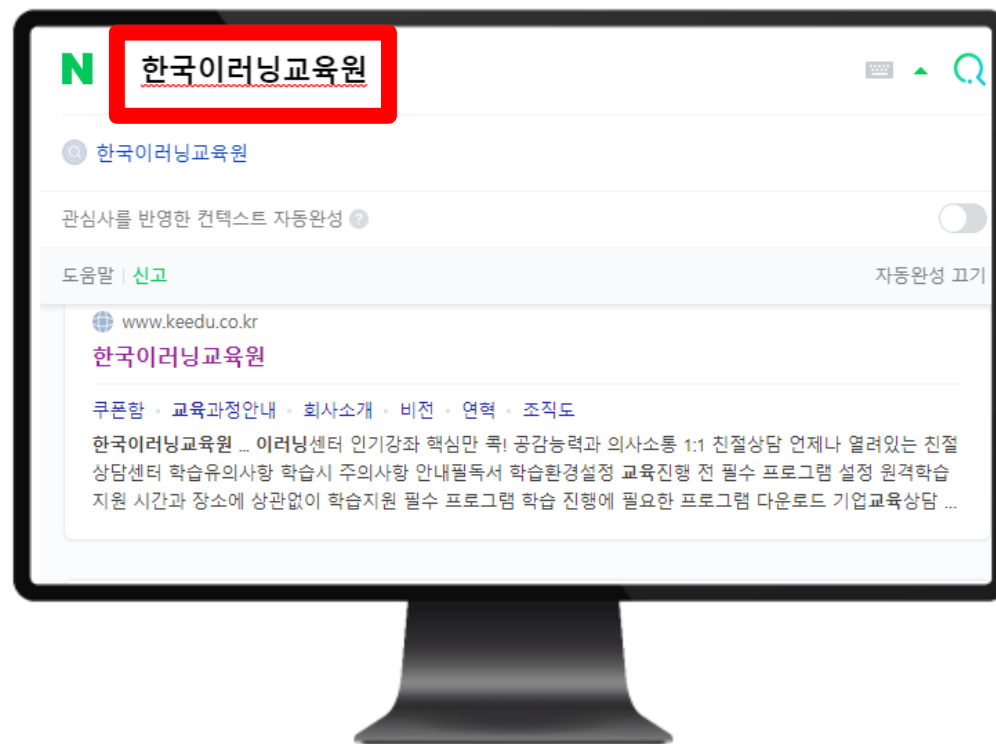 N 한국이러닝교육원
한국이러닝교육원
관심사를 반영한 컨텍스트 자동완성 ?
도움말 | 신고 자동완성 끄기
www.keedu.co.kr
한국이러닝교육원
쿠폰함 · 교육과정안내 · 회사소개 · 비전 · 연혁 · 조직도
한국이러닝교육원 ... 이러닝센터 인기강좌 핵심만 콕! 공감능력과 의사소통 1:1 친절상담 언제나 열려있는 친절
상담센터 학습유의사항 학습시 주의사항 안내필독서 학습환경설정 교육진행 전 필수 프로그램 설정 원격학습
지원 시간과 장소에 상관없이 학습지원 필수 프로그램 학습 진행에 필요한 프로그램 다운로드 기업교육상담 ...